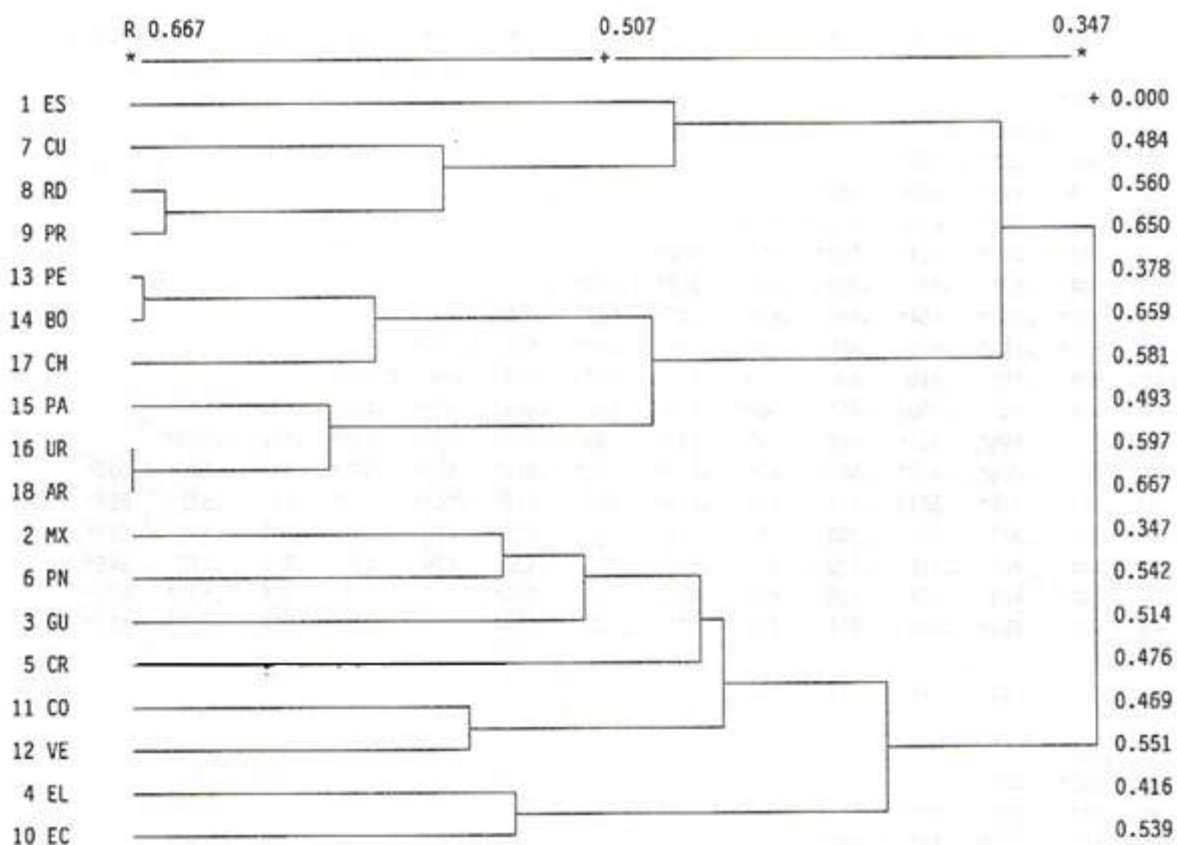 R 0.667 0.507 0.347
* + *
1 ES + 0.000
7 CU 0.484
8 RD 0.560
9 PR 0.650
13 PE 0.378
14 BO 0.659
17 CH 0.581
15 PA 0.493
16 UR 0.597
18 AR 0.667
2 MX 0.347
6 PN 0.542
3 GU 0.514
5 CR 0.476
11 CO 0.469
12 VE 0.551
4 EL 0.416
10 EC 0.539